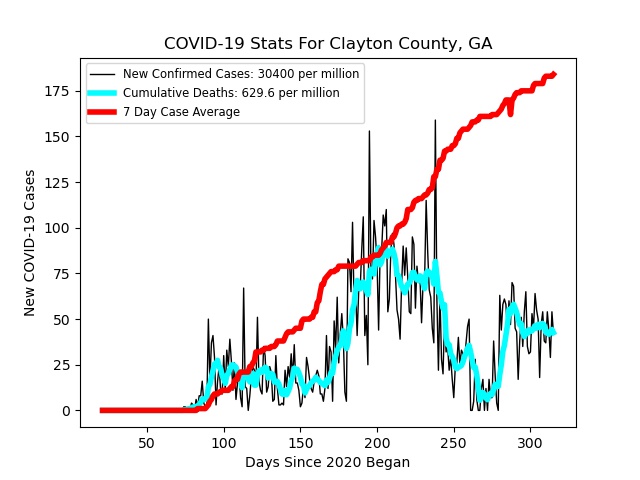 COVID-19 Stats For Clayton County, GA
New Confirmed Cases: 30400 per million
Cumulative Deaths: 629.6 per million
7 Day Case Average
175
150
125
100
75
50
25
0
New COVID-19 Cases
50 100 150 200 250 300
Days Since 2020 Began